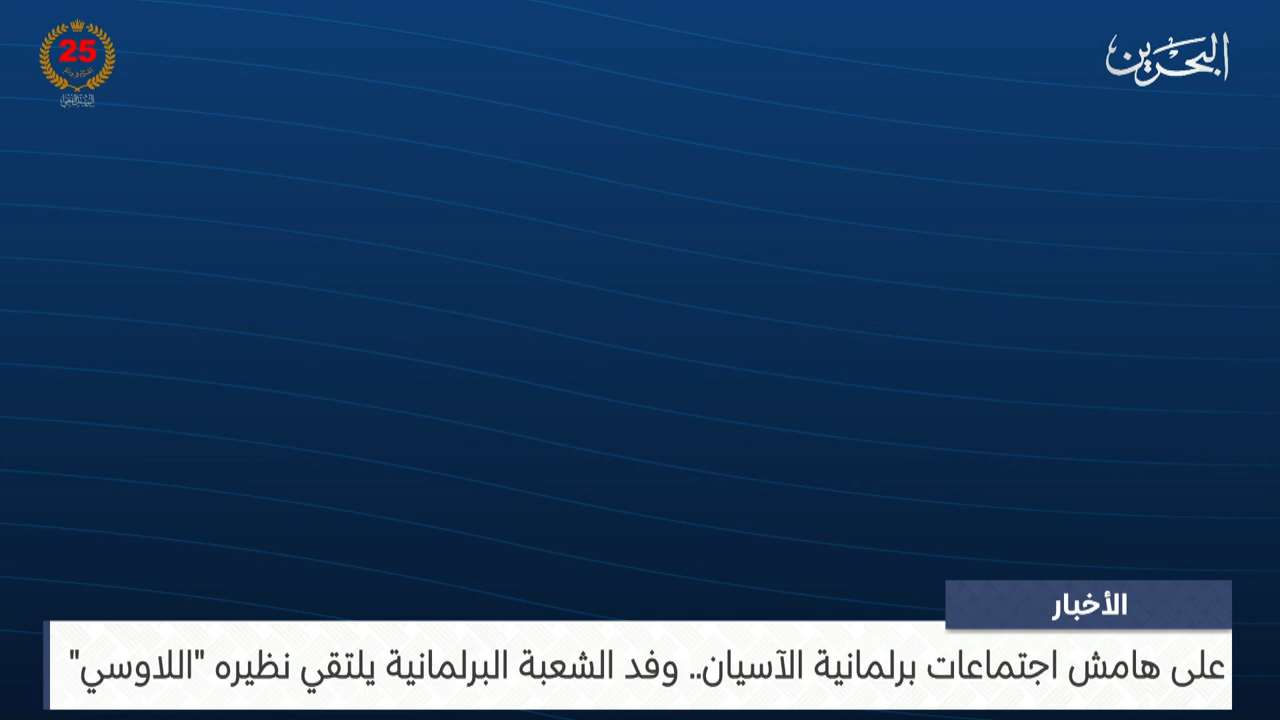 البحرين
25
الأخبار
على هامش اجتماعات برلمانية الآسيان.. وفد الشعبة البرلمانية يلتقي نظيره "اللاوسي"